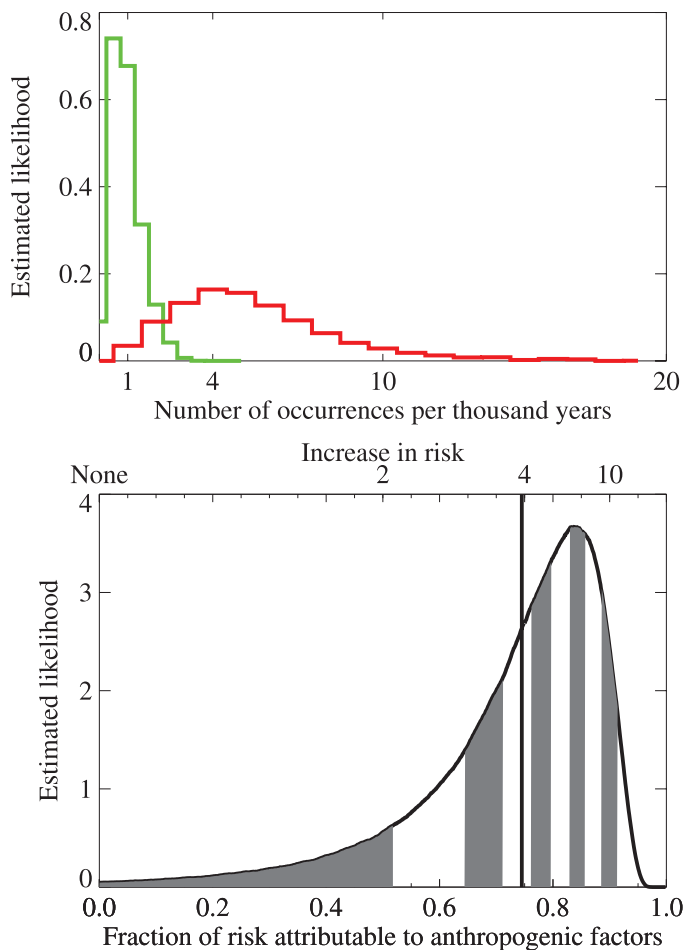 0.8
0.6
0.4
0.2
0
Estimated likelihood
1 4 10 20
Number of occurrences per thousand years
Increase in risk
None 2 4 10
4
3
2
1
0
Estimated likelihood
0.0 0.2 0.4 0.6 0.8 1.0
Fraction of risk attributable to anthropogenic factors